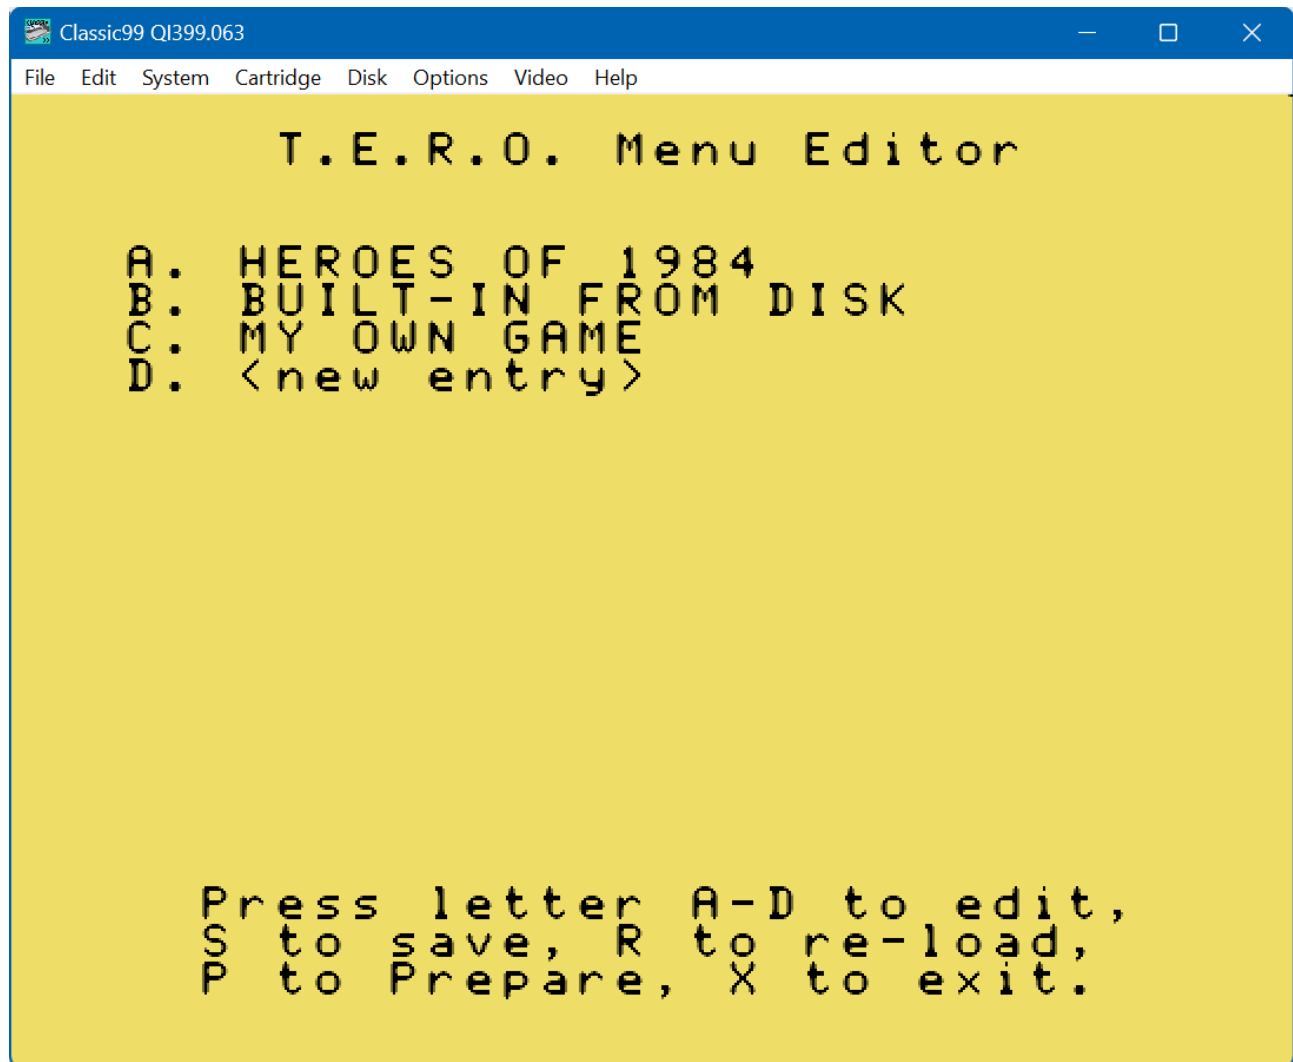 Classic99 QI399.063
File Edit System Cartridge Disk Options Video Help
T.E.R.O. Menu Editor
A. HEROES OF 1984
B. BUILT-IN FROM DISK
C. MY OWN GAME
D. <new entry>
Press letter A-D to edit,
S to save, R to re-load,
P to Prepare, X to exit.